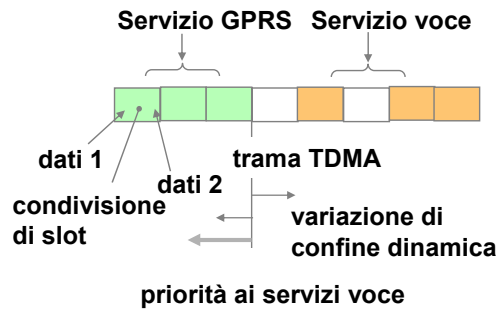 Servizio GPRS
Servizio voce
dati 1
dati 2
trama TDMA
condivisione
di slot
variazione di
confine dinamica
priorità ai servizi voce